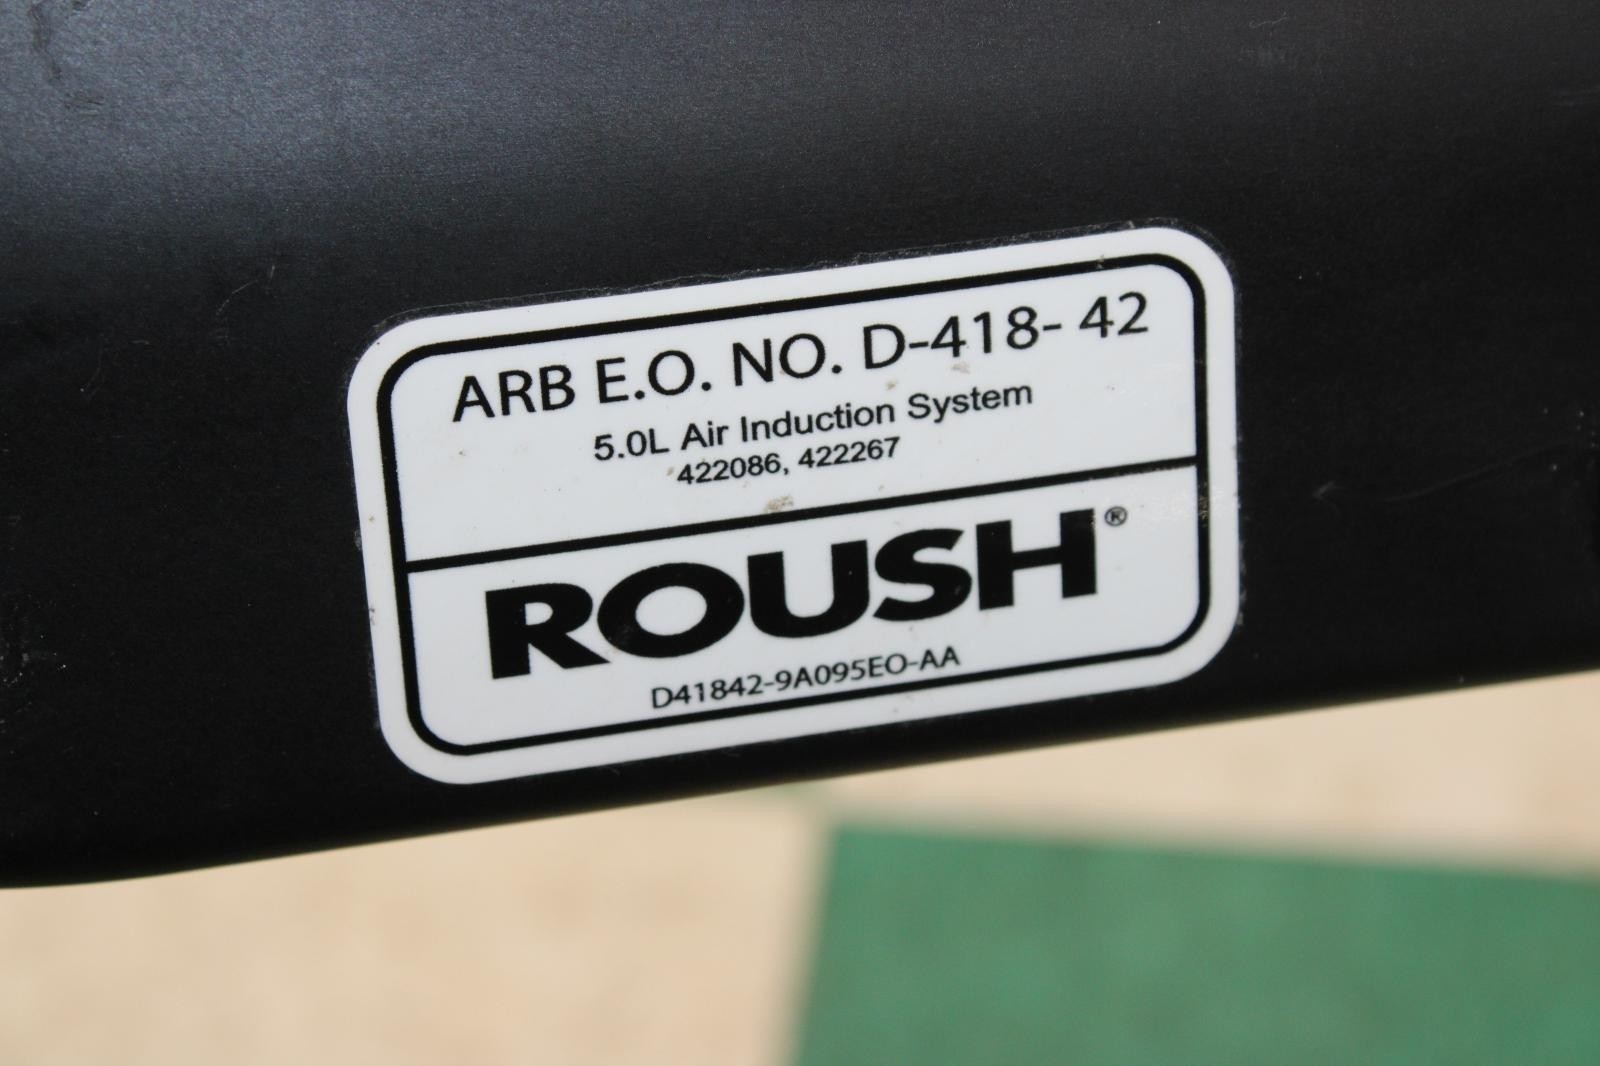 ARB E.O. NO. D-418- 42
5.0L Air Induction System
422086, 422267
ROUSH®
D41842-9A095EO-AA